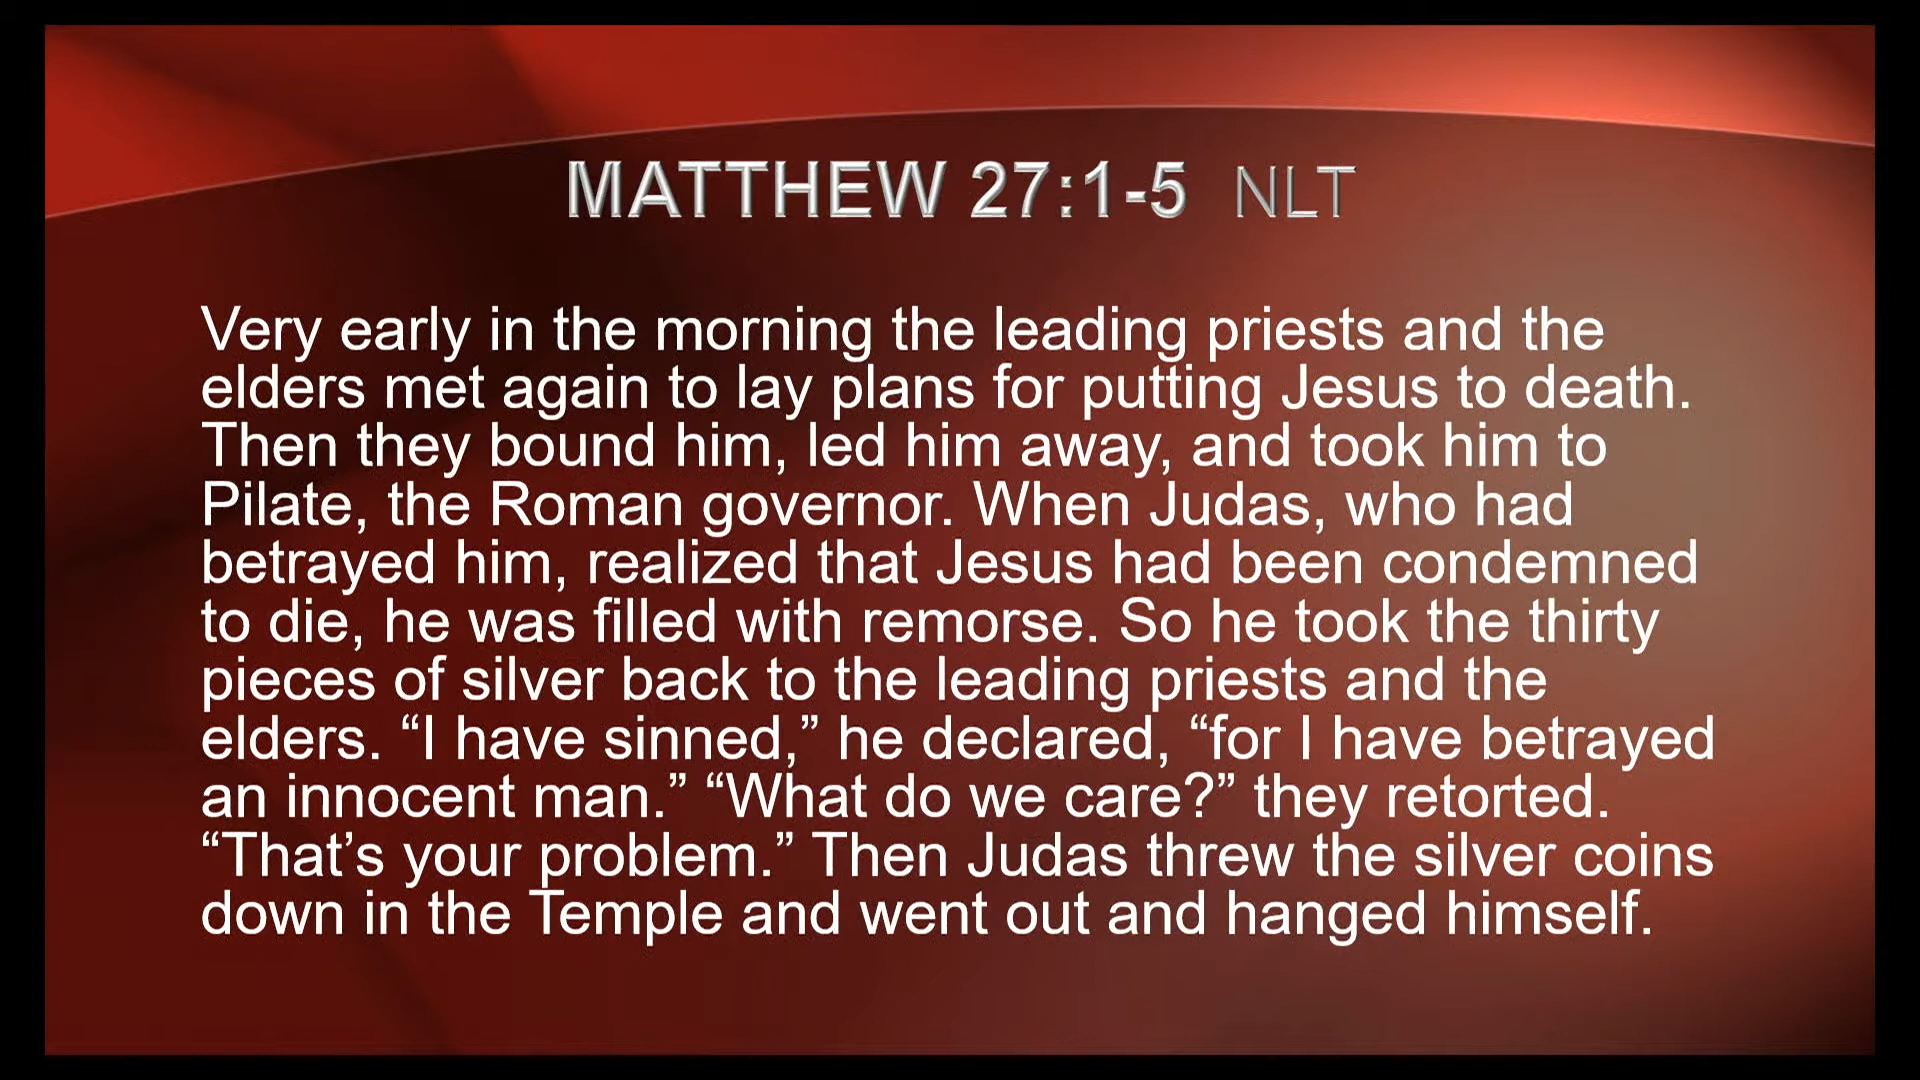 MATTHEW 27:1-5 NLT
Very early in the morning the leading priests and the
elders met again to lay plans for putting Jesus to death.
Then they bound him, led him away, and took him to
Pilate, the Roman governor. When Judas, who had
betrayed him, realized that Jesus had been condemned
to die, he was filled with remorse. So he took the thirty
pieces of silver back to the leading priests and the
elders. “I have sinned,” he declared, “for I have betrayed
an innocent man.” “What do we care?” they retorted.
“That’s your problem.” Then Judas threw the silver coins
down in the Temple and went out and hanged himself.